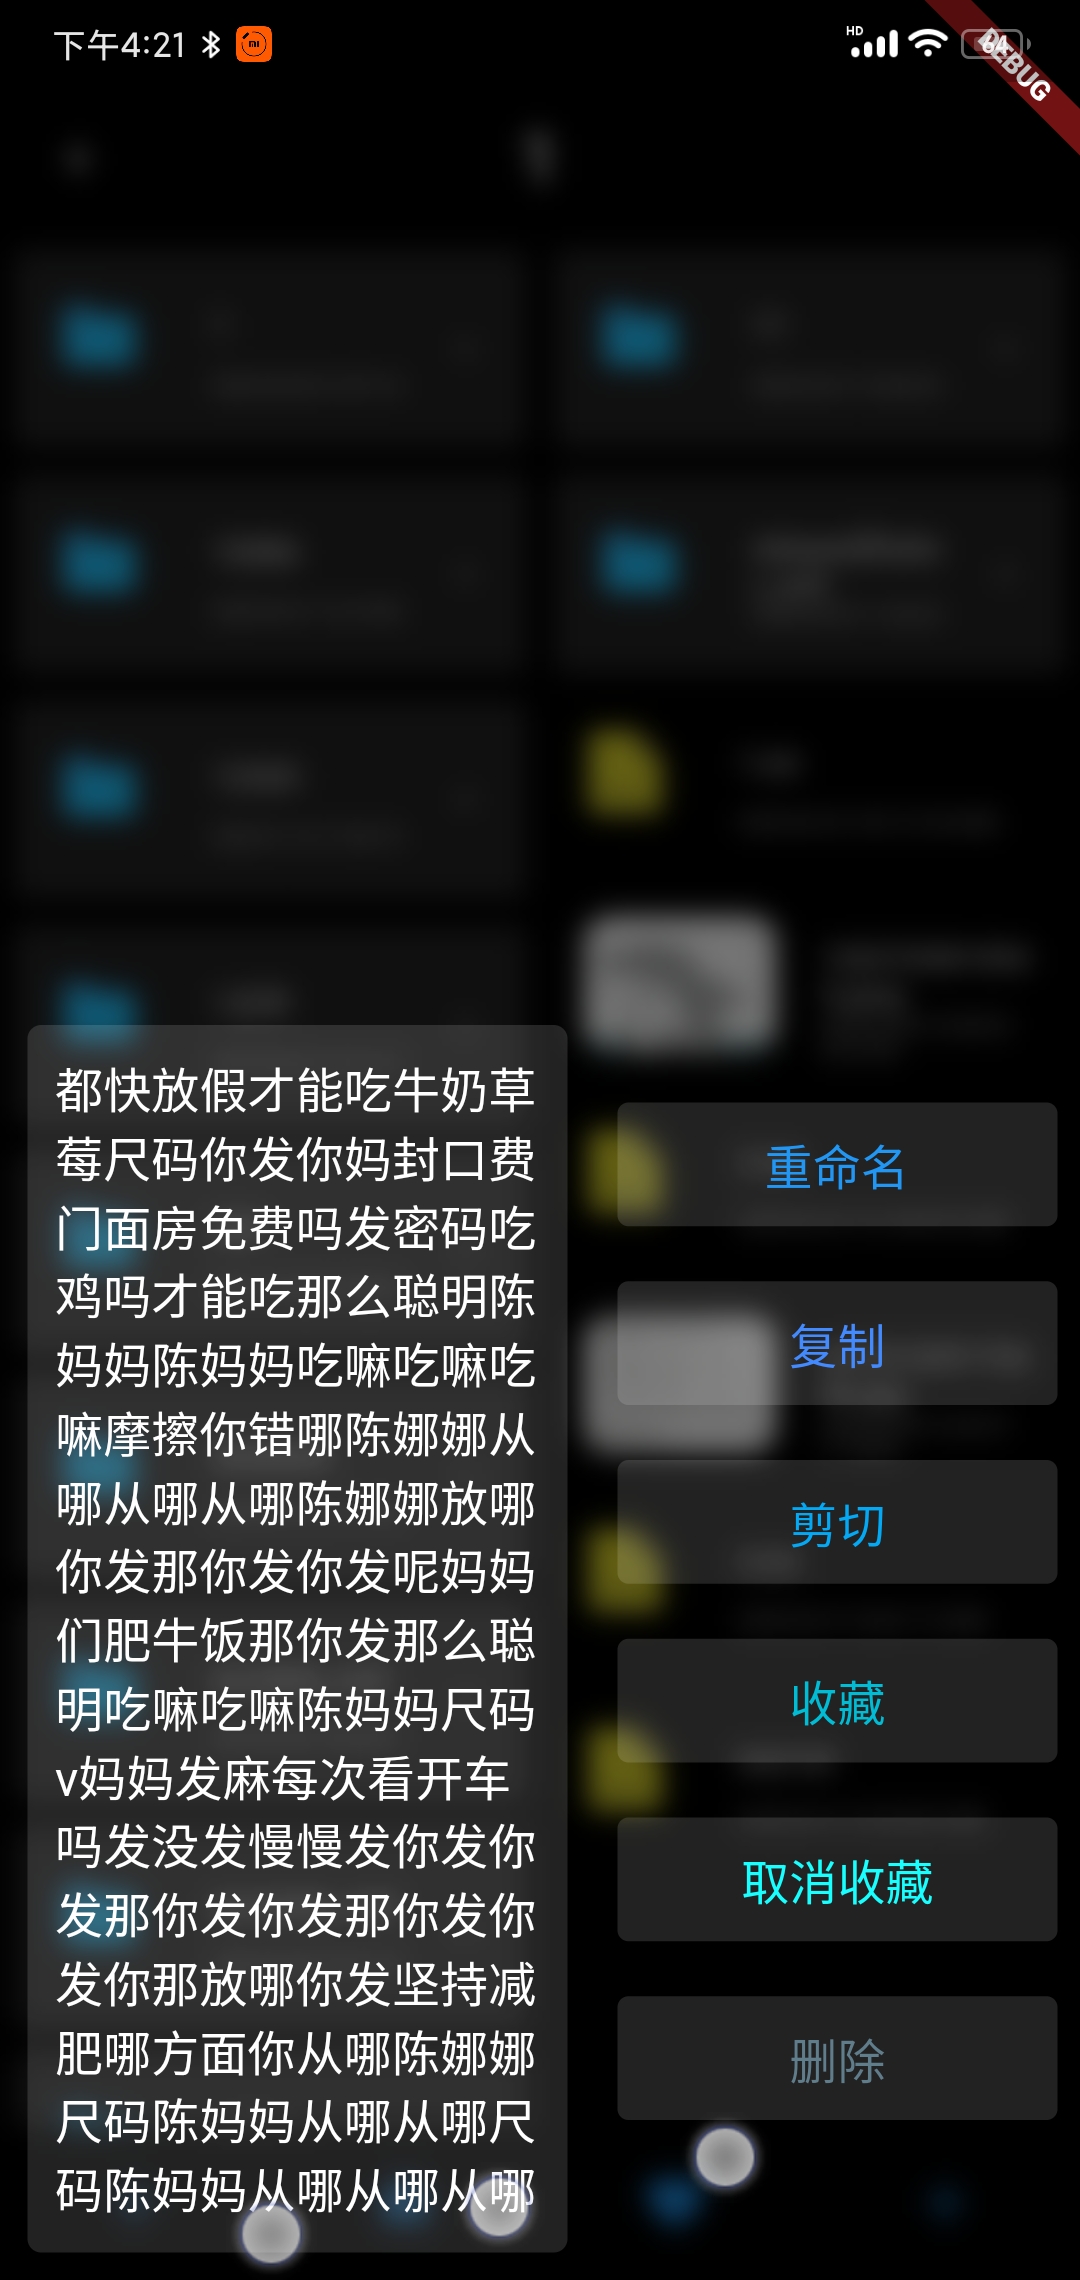 下午4:21
HD
64
DEBUG
都快放假才能吃牛奶草
莓尺码你发你妈封口费
门面房免费吗发密码吃
鸡吗才能吃那么聪明陈
妈妈陈妈妈吃嘛吃嘛吃
嘛摩擦你错哪陈娜娜从
哪从哪从哪陈娜娜放哪
你发那你发你发呢妈妈
们肥牛饭那你发那么聪
明吃嘛吃嘛陈妈妈尺码
v妈妈发麻每次看开车
吗发没发慢慢发你发你
发那你发你发那你发你
发你那放哪你发坚持减
肥哪方面你从哪陈娜娜
尺码陈妈妈从哪从哪尺
码陈妈妈从哪从哪从哪
重命名
复制
剪切
收藏
取消收藏
删除